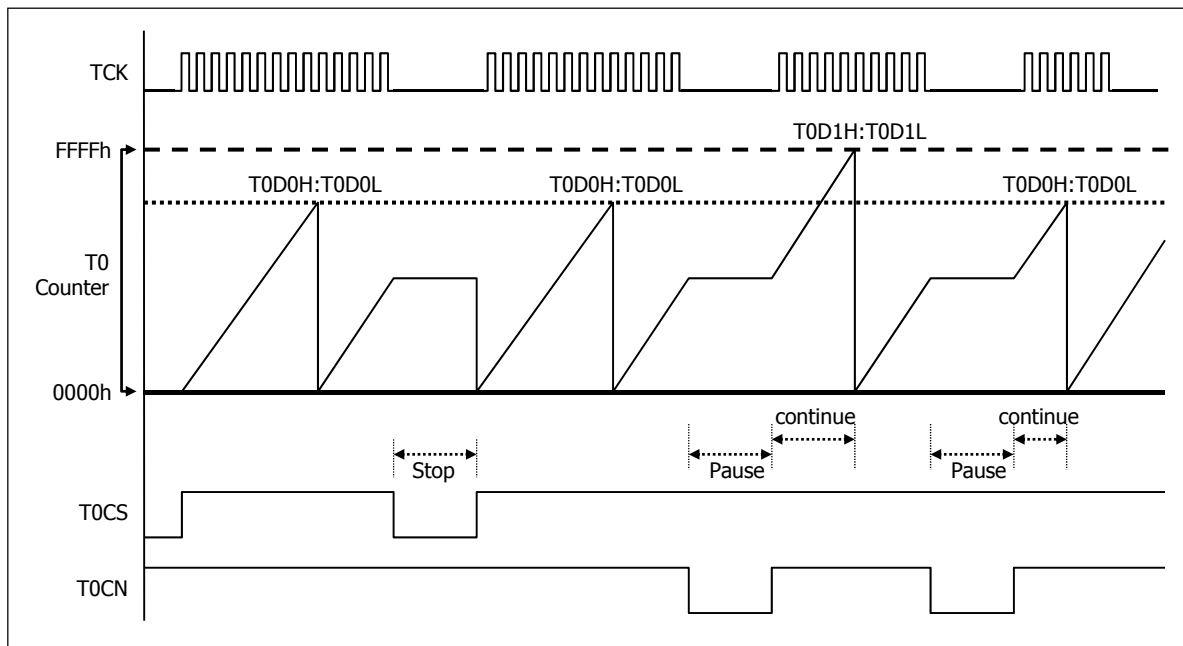 TCK
T0D1H:T0D1L
FFFFh
T0D0H:T0D0L
T0D0H:T0D0L
T0D0H:T0D0L
T0
Counter
0000h
continue
continue
Stop
Pause
Pause
T0CS
T0CN